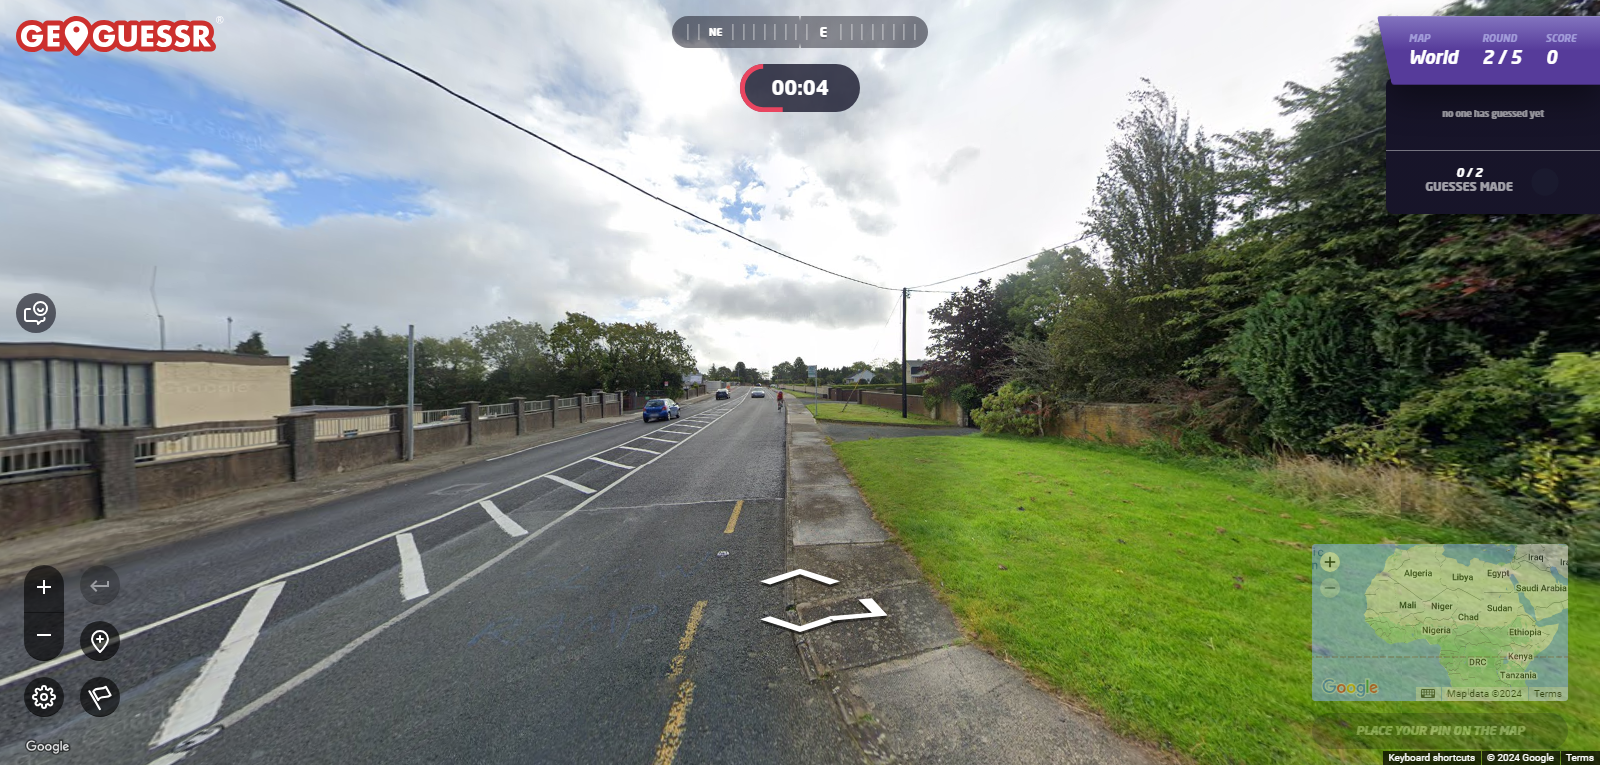 GEOGUESSR®
NE
E
00:04
MAP
World
ROUND
2 / 5
SCORE
0
no one has guessed yet
0 / 2
GUESSES MADE
Algeria
Libya
Egypt
Iraq
Saudi Arabia
Mali
Niger
Chad
Sudan
Nigeria
Ethiopia
DRC
Kenya
Tanzania
Google
Map data ©2024
Terms
PLACE YOUR PIN ON THE MAP
Google
Keyboard shortcuts
© 2024 Google
Terms